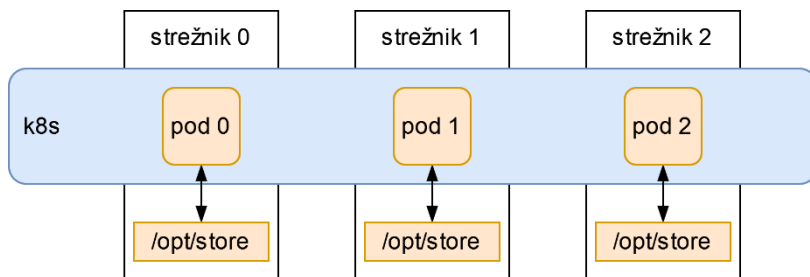 strežnik 0
strežnik 1
strežnik 2
k8s
pod 0
pod 1
pod 2
/opt/store
/opt/store
/opt/store